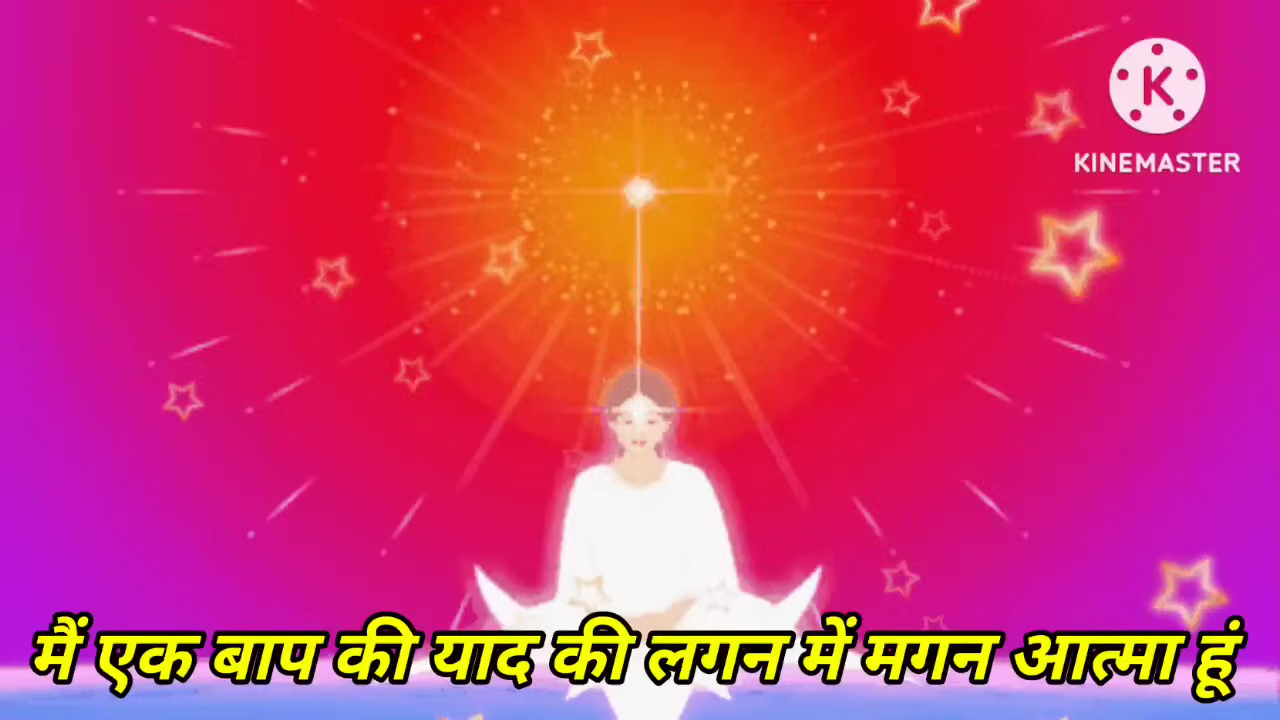 K
KINEMASTER
मैं एक बाप की याद की लगन में मगन आत्मा हूं